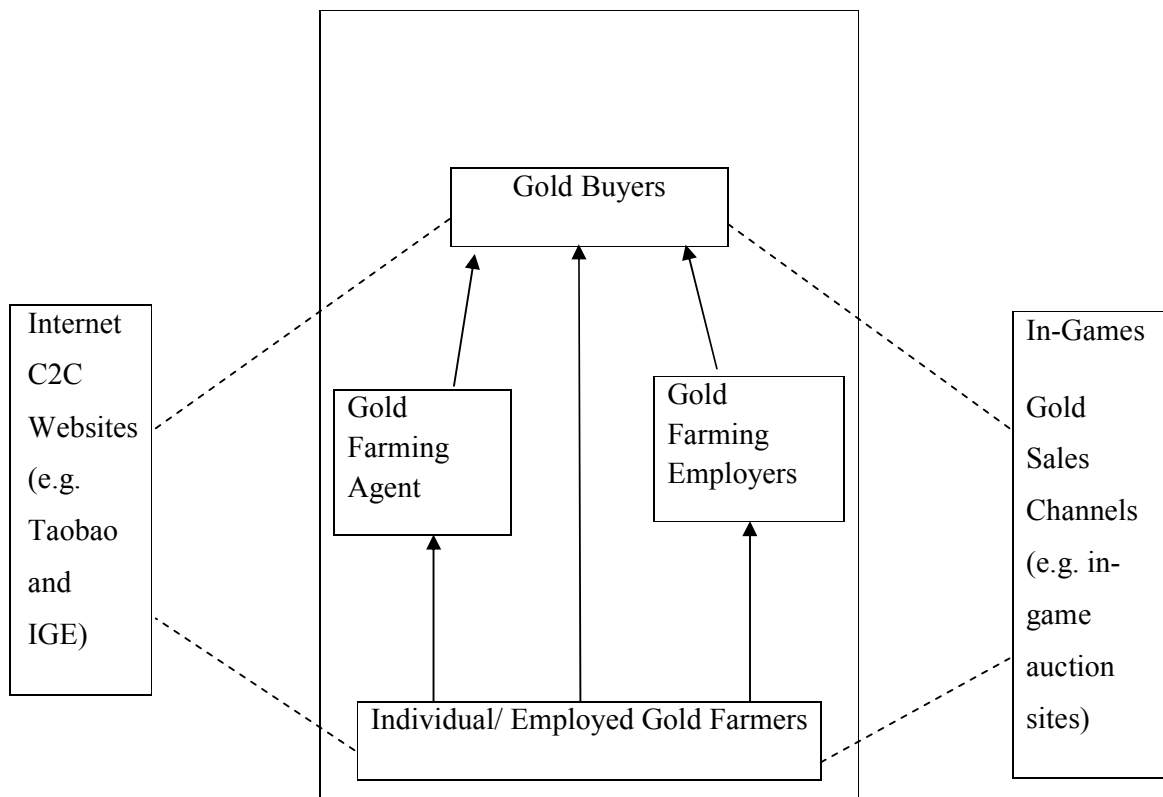 Gold Buyers
Internet
C2C
Websites
(e.g.
Taobao
and
IGE)
Gold
Farming
Agent
Gold
Farming
Employers
In-Games
Gold
Sales
Channels
(e.g. in-
game
auction
sites)
Individual/ Employed Gold Farmers